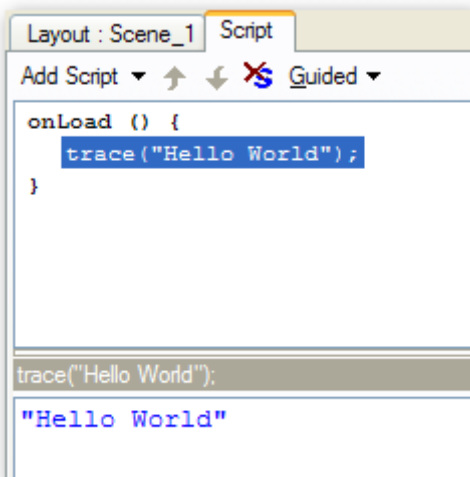 Layout : Scene_1 Script
Add Script Guided
onLoad () {
trace("Hello World");
}
trace("Hello World");
"Hello World"